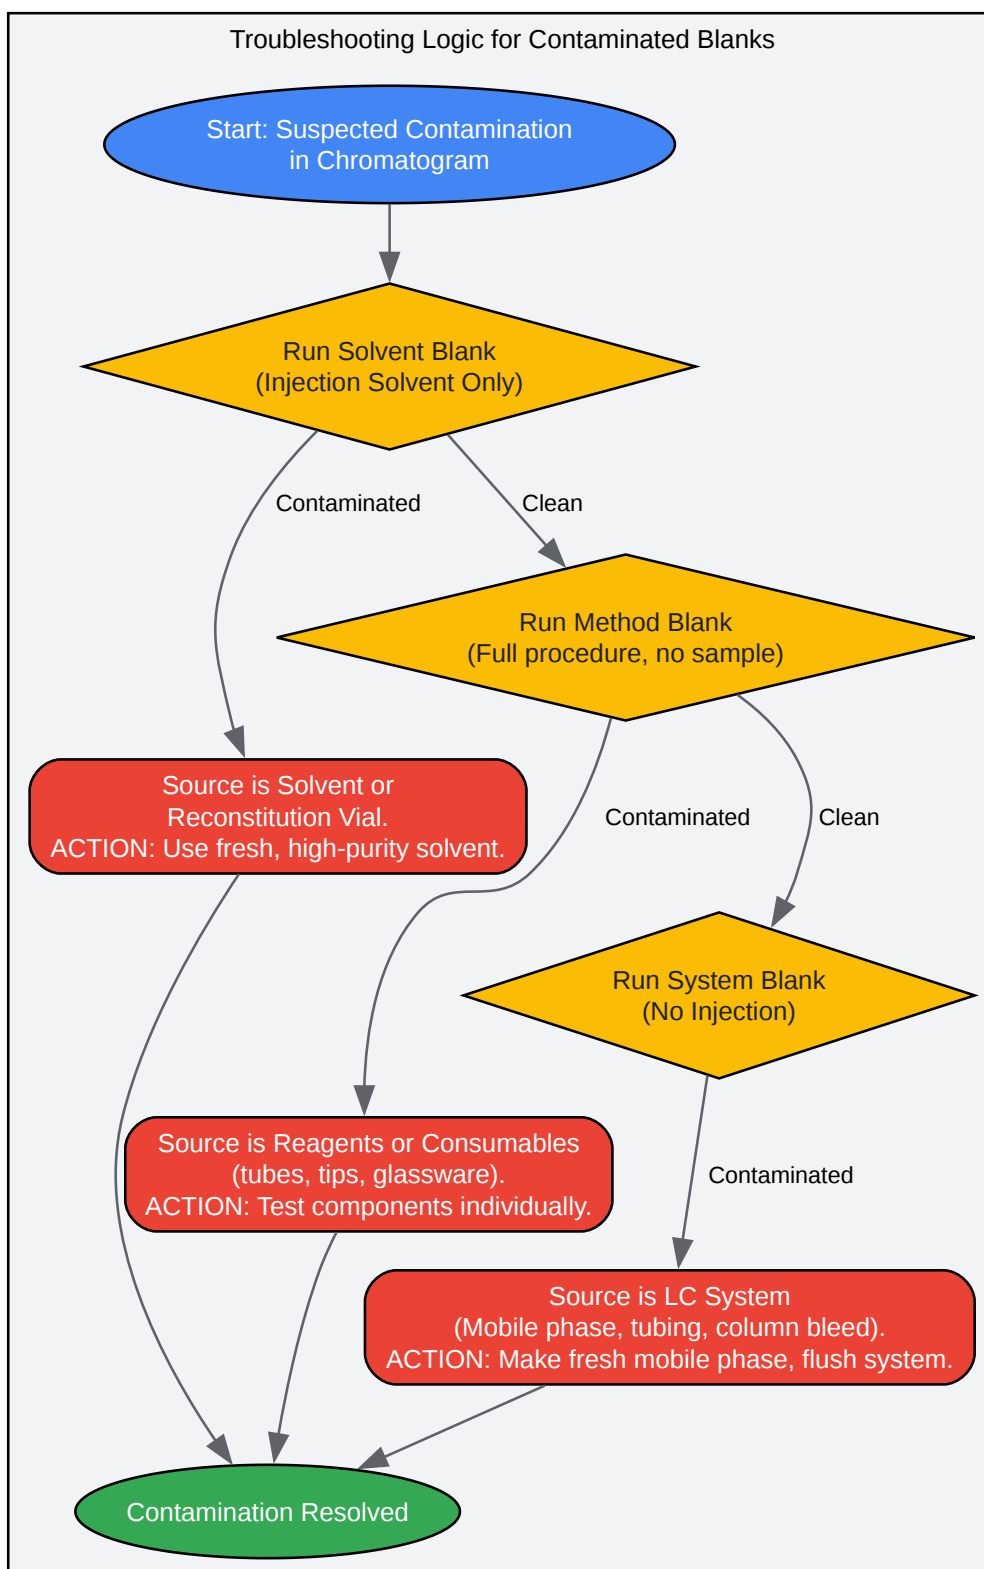 Troubleshooting Logic for Contaminated Blanks
Start: Suspected Contamination
in Chromatogram
Run Solvent Blank
(Injection Solvent Only)
Contaminated
Clean
Run Method Blank
(Full procedure, no sample)
Source is Solvent or
Reconstitution Vial.
ACTION: Use fresh, high-purity solvent.
Contaminated
Clean
Run System Blank
(No Injection)
Source is Reagents or Consumables
(tubes, tips, glassware).
ACTION: Test components individually.
Contaminated
Source is LC System
(Mobile phase, tubing, column bleed).
ACTION: Make fresh mobile phase, flush system.
Contamination Resolved